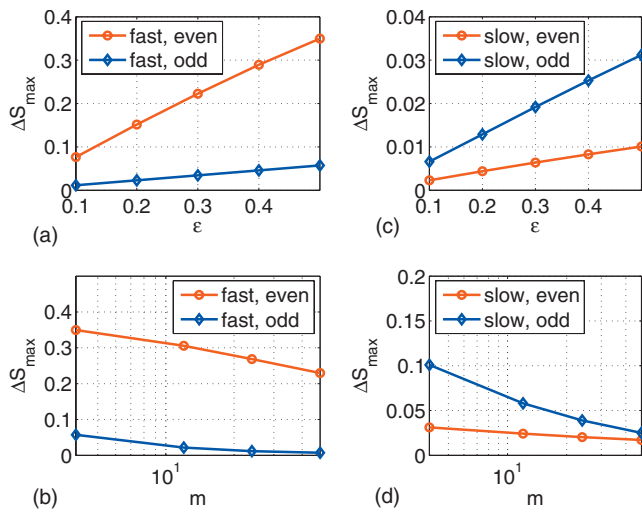 0.4
0.3
0.2
0.1
0
ΔS_max
fast, even
fast, odd
0.1
0.2
0.3
0.4
ε
(a)
0.04
0.03
0.02
0.01
0
ΔS_max
slow, even
slow, odd
0.1
0.2
0.3
0.4
ε
(c)
0.4
0.3
0.2
0.1
0
ΔS_max
fast, even
fast, odd
10^1
m
(b)
0.2
0.15
0.1
0.05
0
ΔS_max
slow, even
slow, odd
10^1
m
(d)